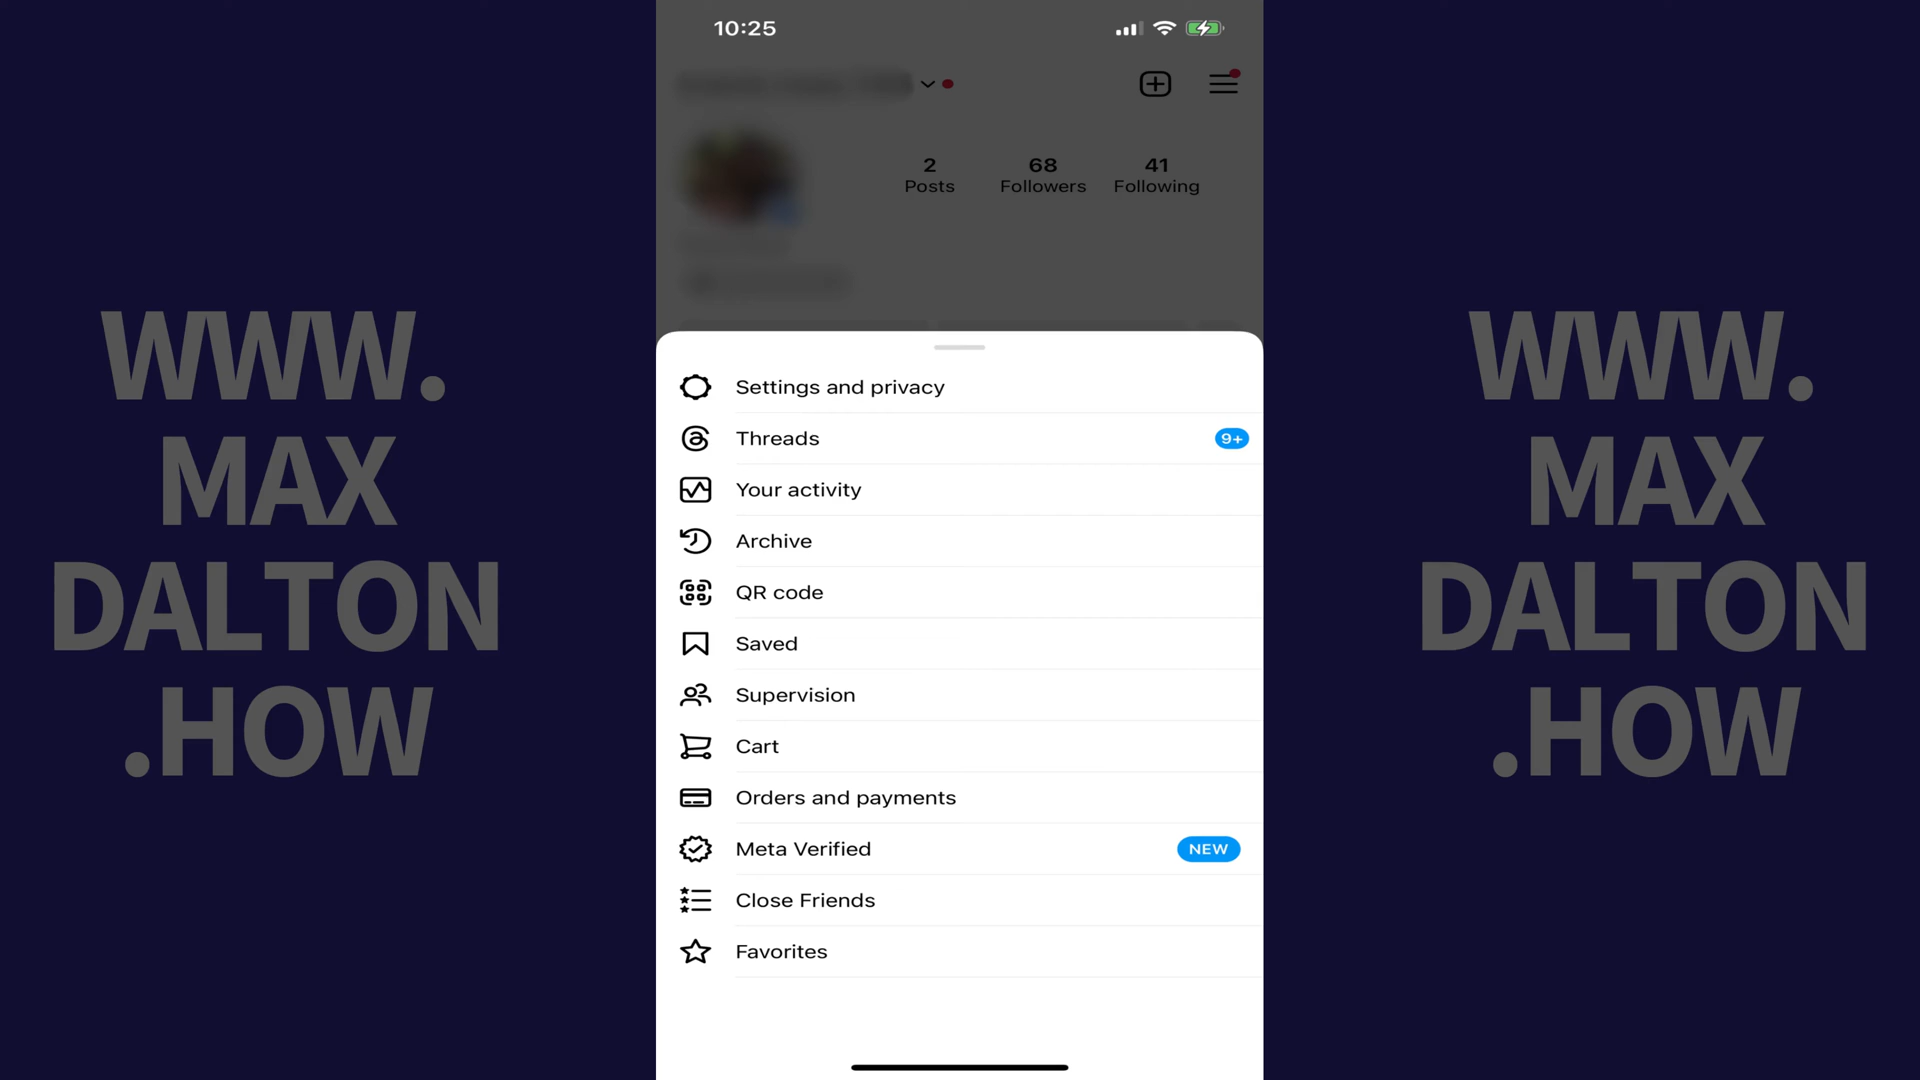 10:25
2
Posts
68
Followers
41
Following
Settings and privacy
Threads
9+
Your activity
Archive
QR code
Saved
Supervision
Cart
Orders and payments
Meta Verified
NEW
Close Friends
Favorites
WWW.
MAX
DALTON
.HOW
WWW.
MAX
DALTON
.HOW